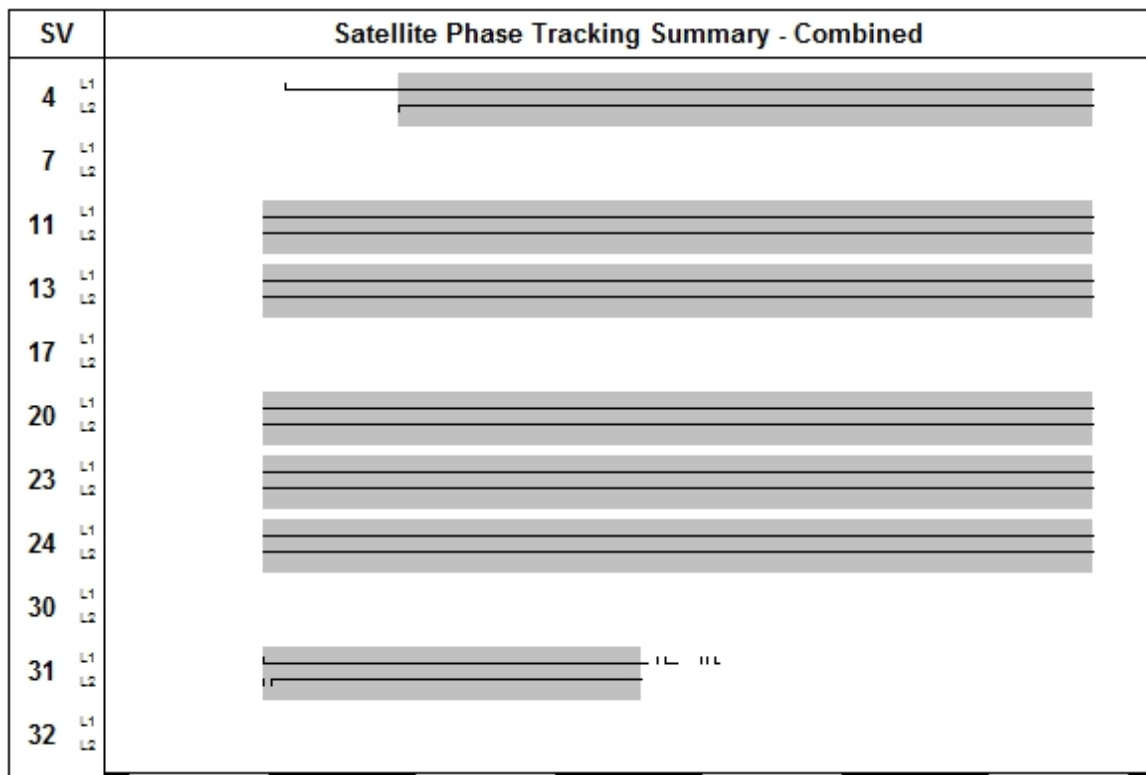 SV Satellite Phase Tracking Summary - Combined
4 L1
L2
7 L1
L2
11 L1
L2
13 L1
L2
17 L1
L2
20 L1
L2
23 L1
L2
24 L1
L2
30 L1
L2
31 L1
L2
32 L1
L2